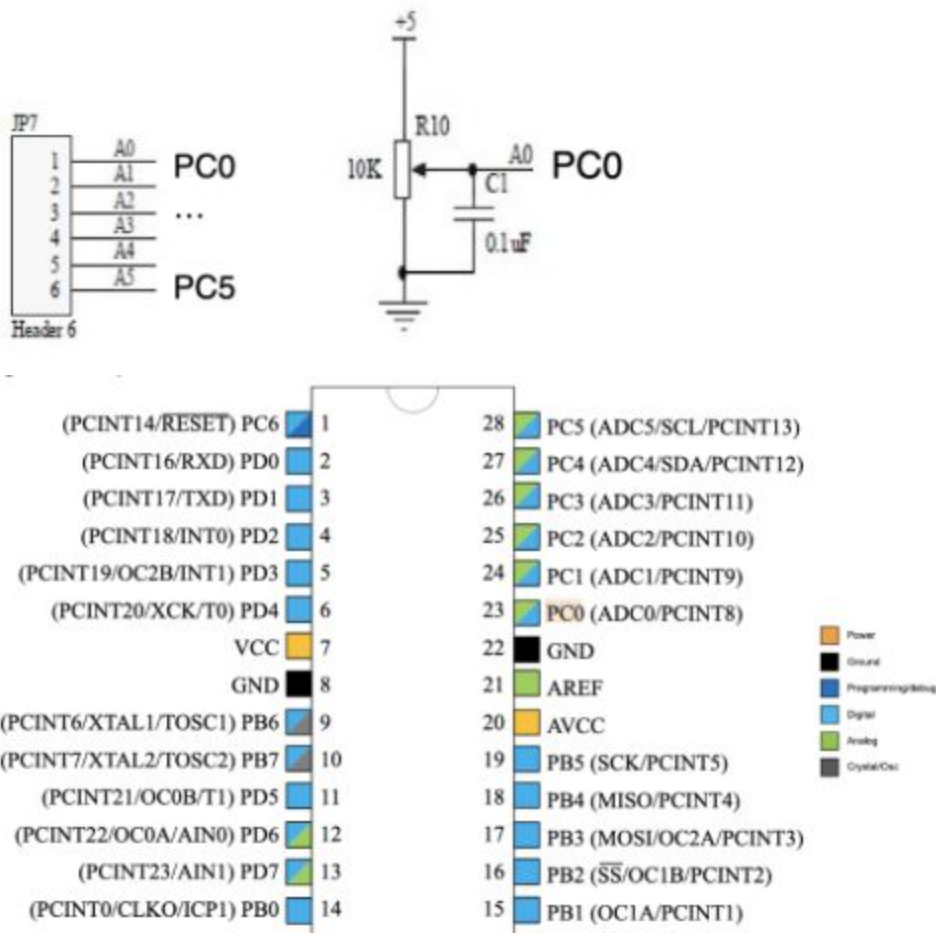 +5
JP7
R10
1 A0 PC0
2 A1
3 A2 ...
4 A3
5 A4
6 A5 PC5
Header 6
10K
A0 PC0
C1
0.1uF
(PCINT14/RESET) PC6 1
28 PC5 (ADC5/SCL/PCINT13)
(PCINT16/RXD) PD0 2
27 PC4 (ADC4/SDA/PCINT12)
(PCINT17/TXD) PD1 3
26 PC3 (ADC3/PCINT11)
(PCINT18/INT0) PD2 4
25 PC2 (ADC2/PCINT10)
(PCINT19/OC2B/INT1) PD3 5
24 PC1 (ADC1/PCINT9)
(PCINT20/XCK/T0) PD4 6
23 PC0 (ADC0/PCINT8)
VCC 7
22 GND
GND 8
21 AREF
(PCINT6/XTAL1/TOSC1) PB6 9
20 AVCC
(PCINT7/XTAL2/TOSC2) PB7 10
19 PB5 (SCK/PCINT5)
(PCINT21/OC0B/T1) PD5 11
18 PB4 (MISO/PCINT4)
(PCINT22/OC0A/AIN0) PD6 12
17 PB3 (MOSI/OC2A/PCINT3)
(PCINT23/AIN1) PD7 13
16 PB2 (SS/OC1B/PCINT2)
(PCINT0/CLKO/ICP1) PB0 14
15 PB1 (OC1A/PCINT1)
Power
Ground
Programming/debug
Digital
Analog
Crystal/Osc